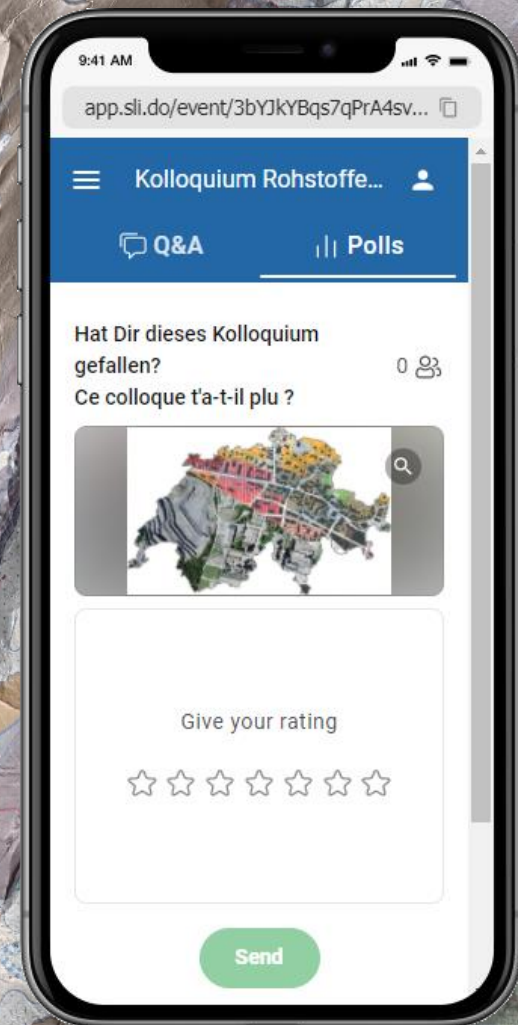 9:41 AM
app.sli.do/event/3bYJkYBqs7qPrA4sv...
Kolloquium Rohstoffe...
Q&A
Polls
Hat Dir dieses Kolloquium
gefallen?
0
Ce colloque t'a-t-il plu ?
Give your rating
Send